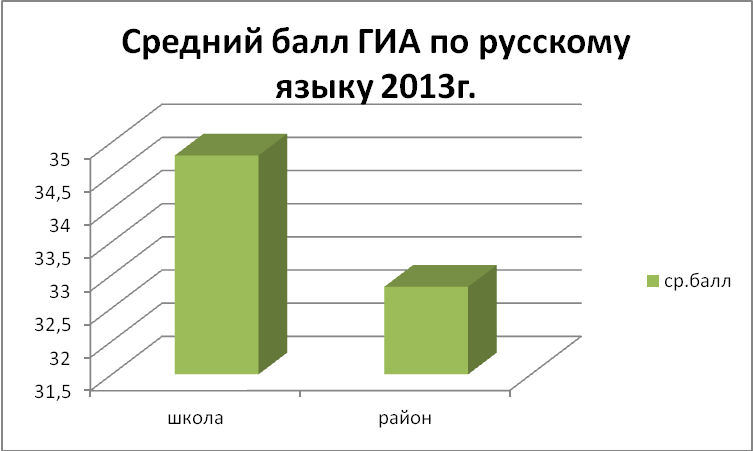 Средний балл ГИА по русскому
языку 2013г.
35
34,5
34
33,5
33
32,5
32
31,5
школа
район
ср.балл